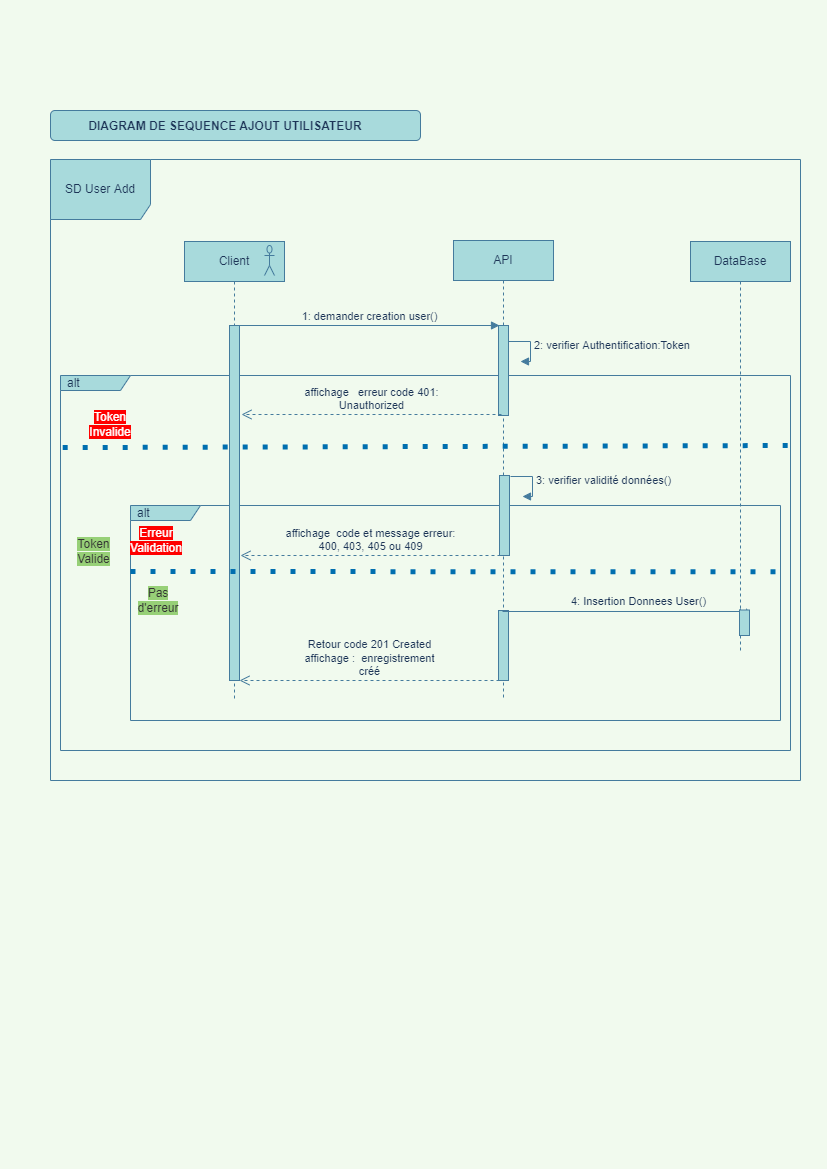 DIAGRAM DE SEQUENCE AJOUT UTILISATEUR
SD User Add
Client
API
DataBase
1: demander creation user()
2: verifier Authentification:Token
alt
affichage erreur code 401:
Unauthorized
Token
Invalide
3: verifier validité données()
alt
Erreur
Validation
affichage code et message erreur:
400, 403, 405 ou 409
Token
Valide
Pas
d'erreur
4: Insertion Donnees User()
Retour code 201 Created
affichage : enregistrement
créé